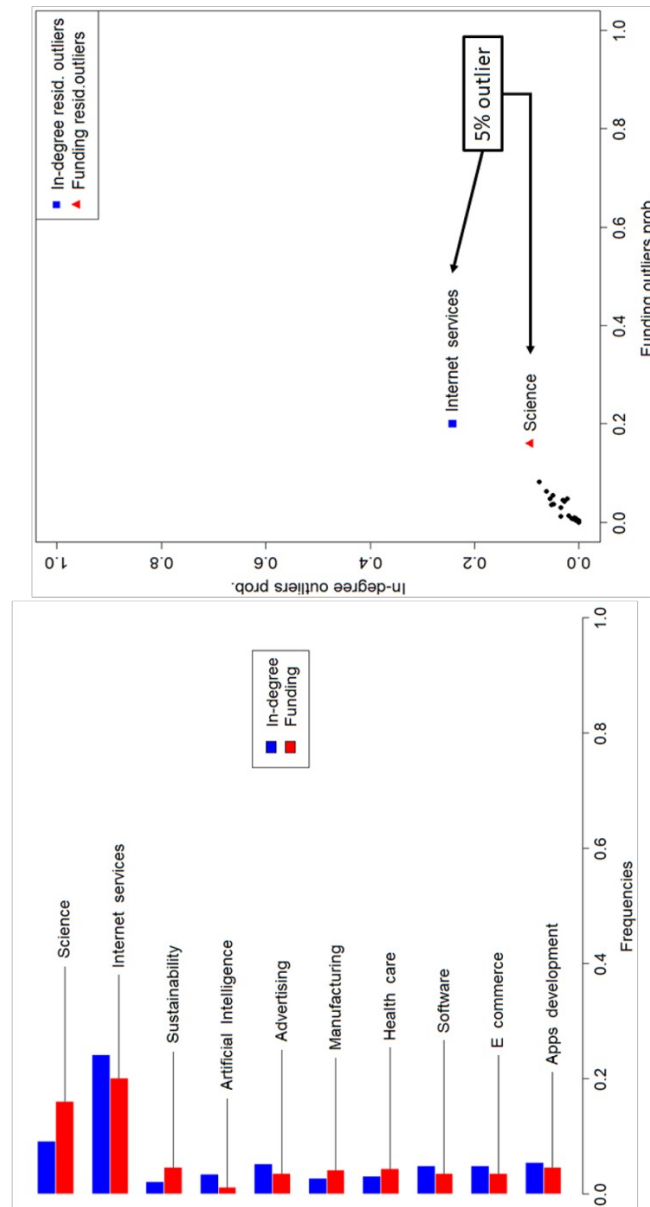 Science
Internet services
Sustainability
Artificial Intelligence
Advertising
Manufacturing
Health care
Software
E commerce
Apps development
In-degree
Funding
0.0
0.2
0.4
0.6
0.8
1.0
Frequencies
In-degree resid. outliers
Funding resid.outliers
5% outlier
Internet services
Science
1.0
0.8
0.6
0.4
0.2
0.0
In-degree outliers prob.
0.0
0.2
0.4
0.6
0.8
1.0
Funding outliers prob